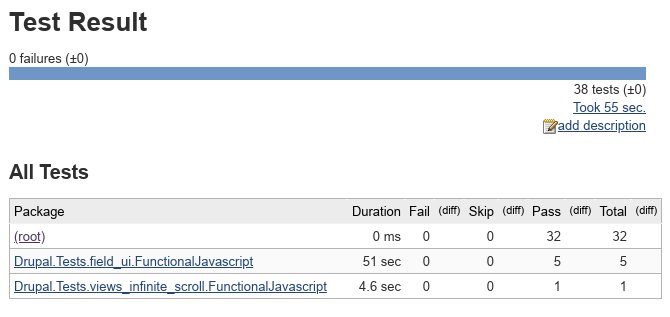 Test Result
0 failures (±0)
38 tests (±0)
Took 55 sec.
add description
All Tests
Package Duration Fail (diff) Skip (diff) Pass (diff) Total (diff)
(root) 0 ms 0 0 32 32
Drupal.Tests.field_ui.FunctionalJavascript 51 sec 0 0 5 5
Drupal.Tests.views_infinite_scroll.FunctionalJavascript 4.6 sec 0 0 1 1